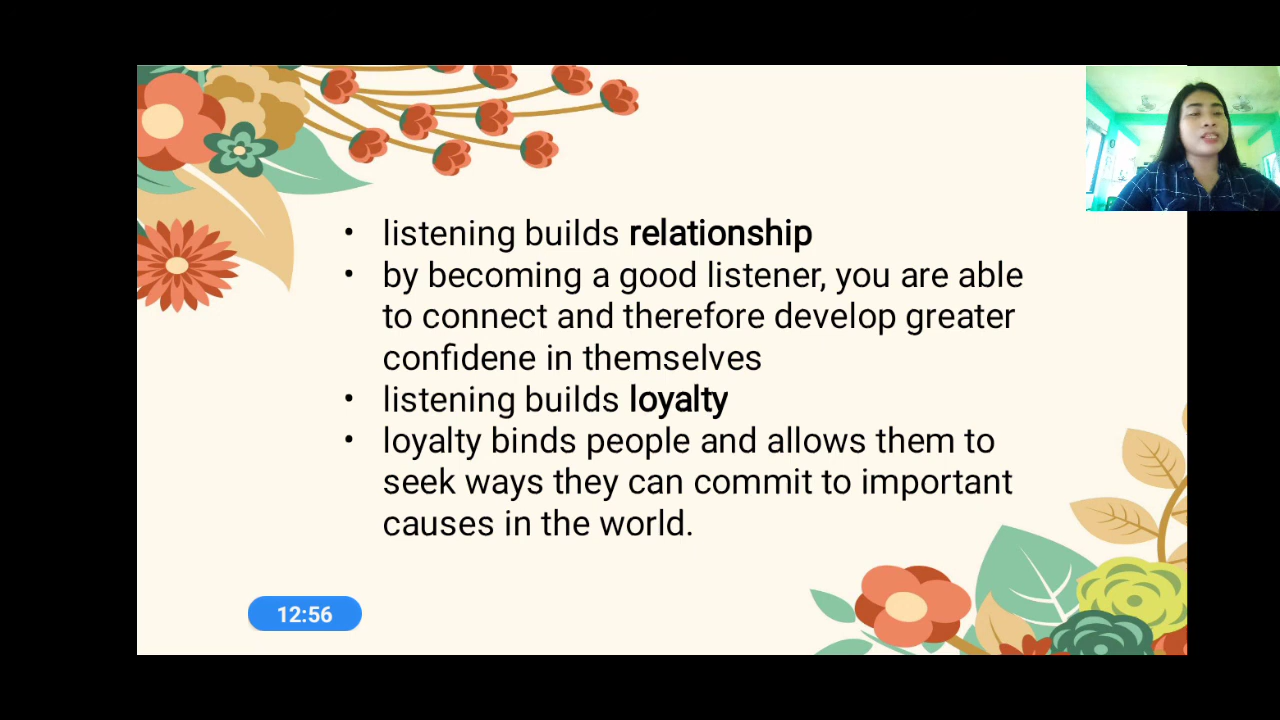 • listening builds relationship
• by becoming a good listener, you are able
to connect and therefore develop greater
confidene in themselves
• listening builds loyalty
• loyalty binds people and allows them to
seek ways they can commit to important
causes in the world.
12:56